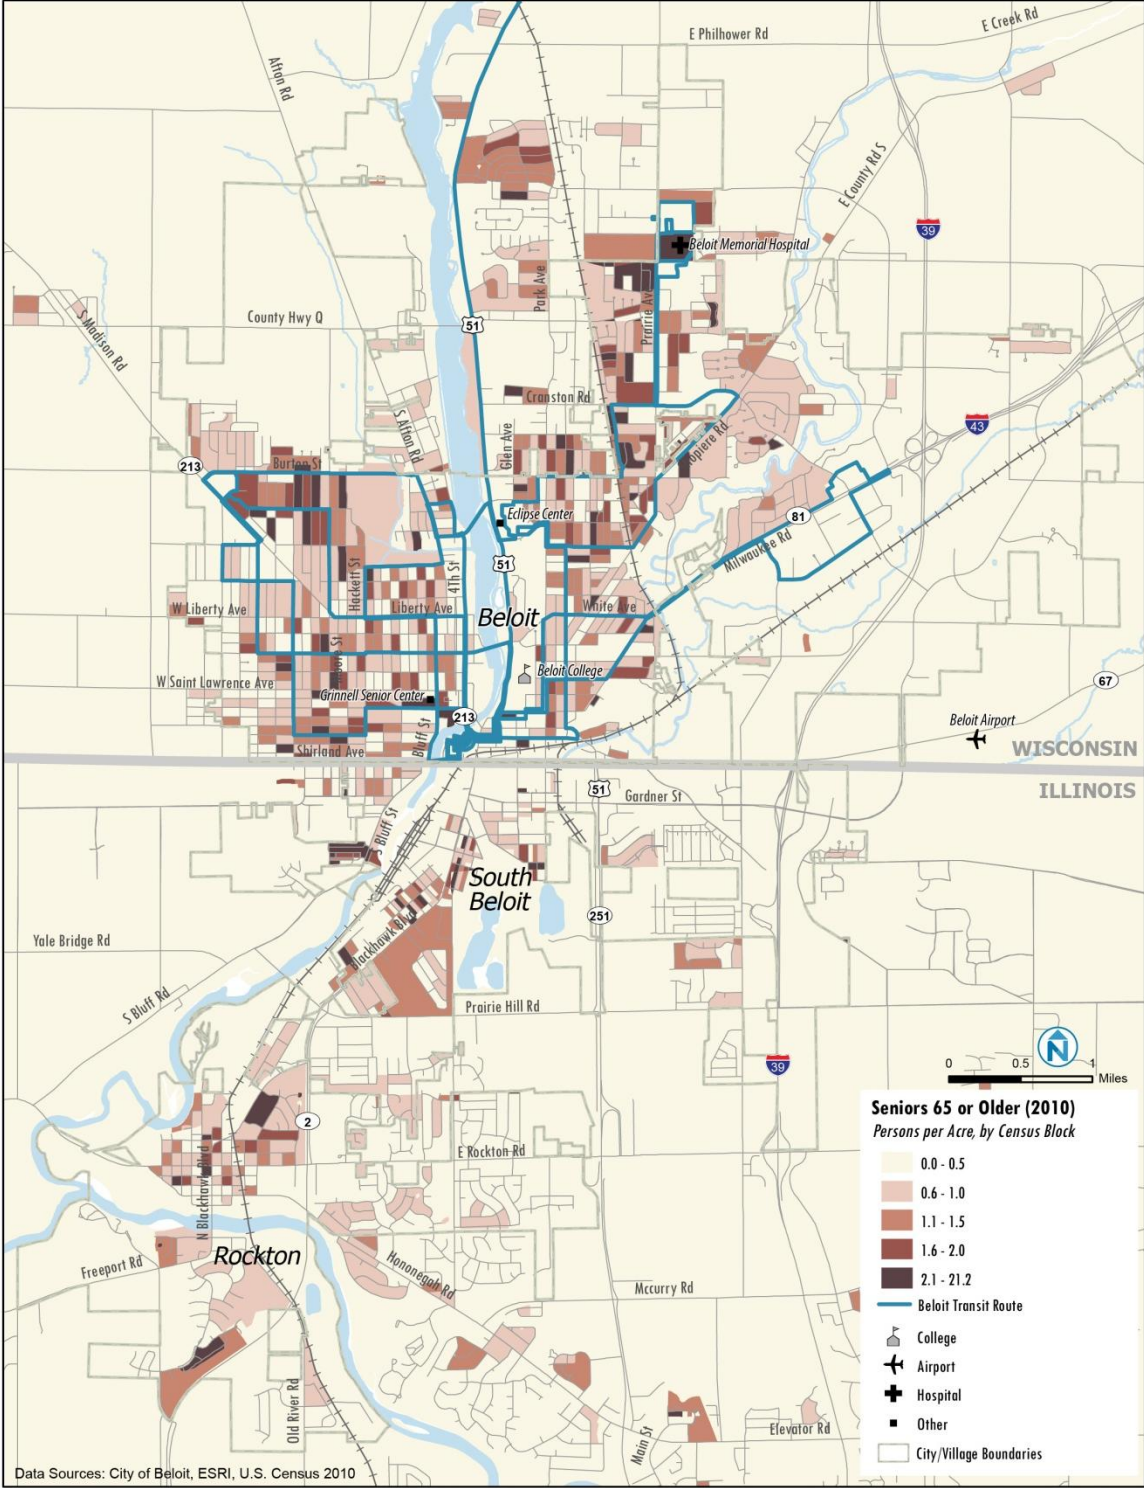 E Philhower Rd
E Creek Rd
Afton Rd
E County Rd S
39
Beloit Memorial Hospital
Park Ave
Prairie Ave
County Hwy Q
51
S Madison Rd
Cranston Rd
S Afton Rd
Glen Ave
43
213
Burton St
Eclipse Center
81
51
Milwaukee Rd
Hackett St
4Th St
W Liberty Ave
Liberty Ave
White Ave
Beloit
Beloit College
W Saint Lawrence Ave
Grinnell Senior Center
67
213
Beloit Airport
Bluff St
Shirland Ave
WISCONSIN
ILLINOIS
51
Gardner St
S Bluff St
South
Beloit
251
Blackhawk Blvd
Yale Bridge Rd
S Bluff Rd
Prairie Hill Rd
N
39
0 0.5 1
Miles
2
E Rockton Rd
N Blackhawk Blvd
Rockton
Freeport Rd
Hononegah Rd
Mccurry Rd
Old River Rd
Main St
Elevator Rd
Seniors 65 or Older (2010)
Persons per Acre, by Census Block
0.0 - 0.5
0.6 - 1.0
1.1 - 1.5
1.6 - 2.0
2.1 - 21.2
Beloit Transit Route
College
Airport
Hospital
Other
City/Village Boundaries
Data Sources: City of Beloit, ESRI, U.S. Census 2010